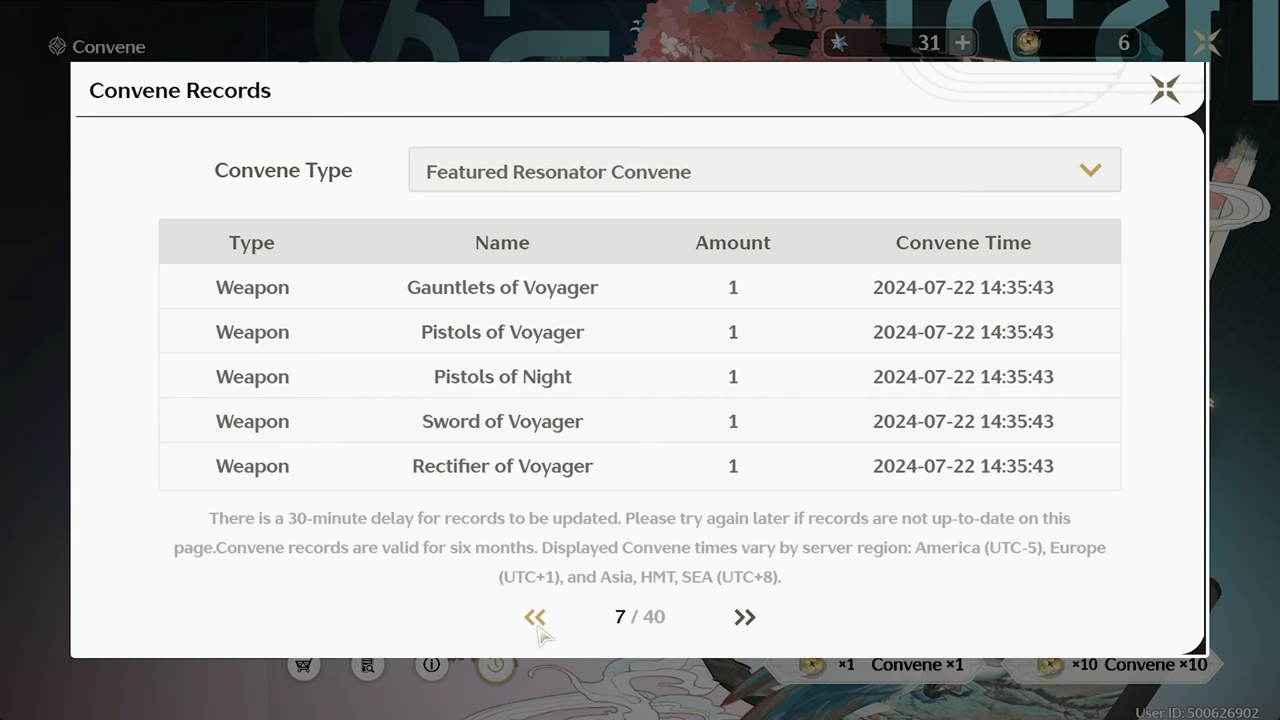 Convene
31
6
Convene Records
Convene Type
Featured Resonator Convene
Type Name Amount Convene Time
Weapon Gauntlets of Voyager 1 2024-07-22 14:35:43
Weapon Pistols of Voyager 1 2024-07-22 14:35:43
Weapon Pistols of Night 1 2024-07-22 14:35:43
Weapon Sword of Voyager 1 2024-07-22 14:35:43
Weapon Rectifier of Voyager 1 2024-07-22 14:35:43
There is a 30-minute delay for records to be updated. Please try again later if records are not up-to-date on this
page.Convene records are valid for six months. Displayed Convene times vary by server region: America (UTC-5), Europe
(UTC+1), and Asia, HMT, SEA (UTC+8).
7 / 40
×1 Convene ×1
×10 Convene ×10
User ID: 500626902